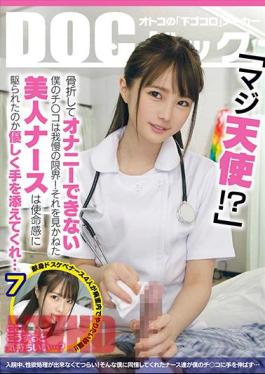 オトコの「下ゴコロ」メーカー
DOC
ドック
「マジ天使!?」
骨折してオナニーできない
僕のチ〇コは我慢の限界!それを見かねた
美人ナースは使命感に
駆られたのか優しく手を添えてくれ…
7
入院中、性欲処理が出来なくてつらい!そんな僕に同情してくれたナース達が僕のチ〇コに手を伸ばす…